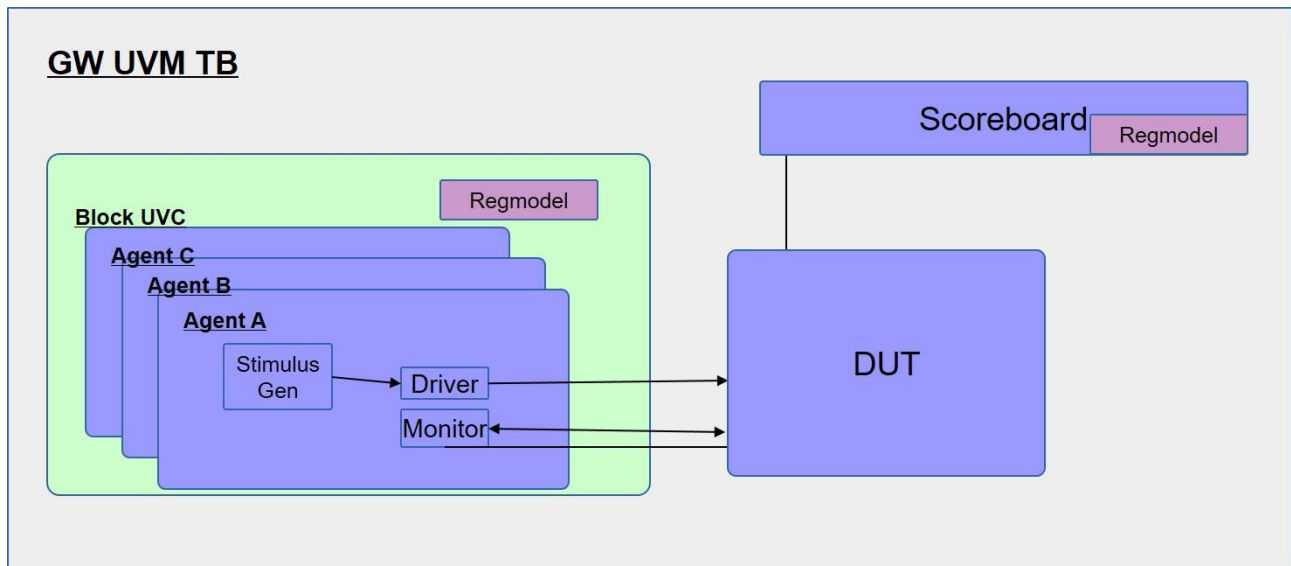 GW UVM TB
Scoreboard
Regmodel
Regmodel
Block UVC
Agent C
Agent B
Agent A
Stimulus
Gen
Driver
Monitor
DUT